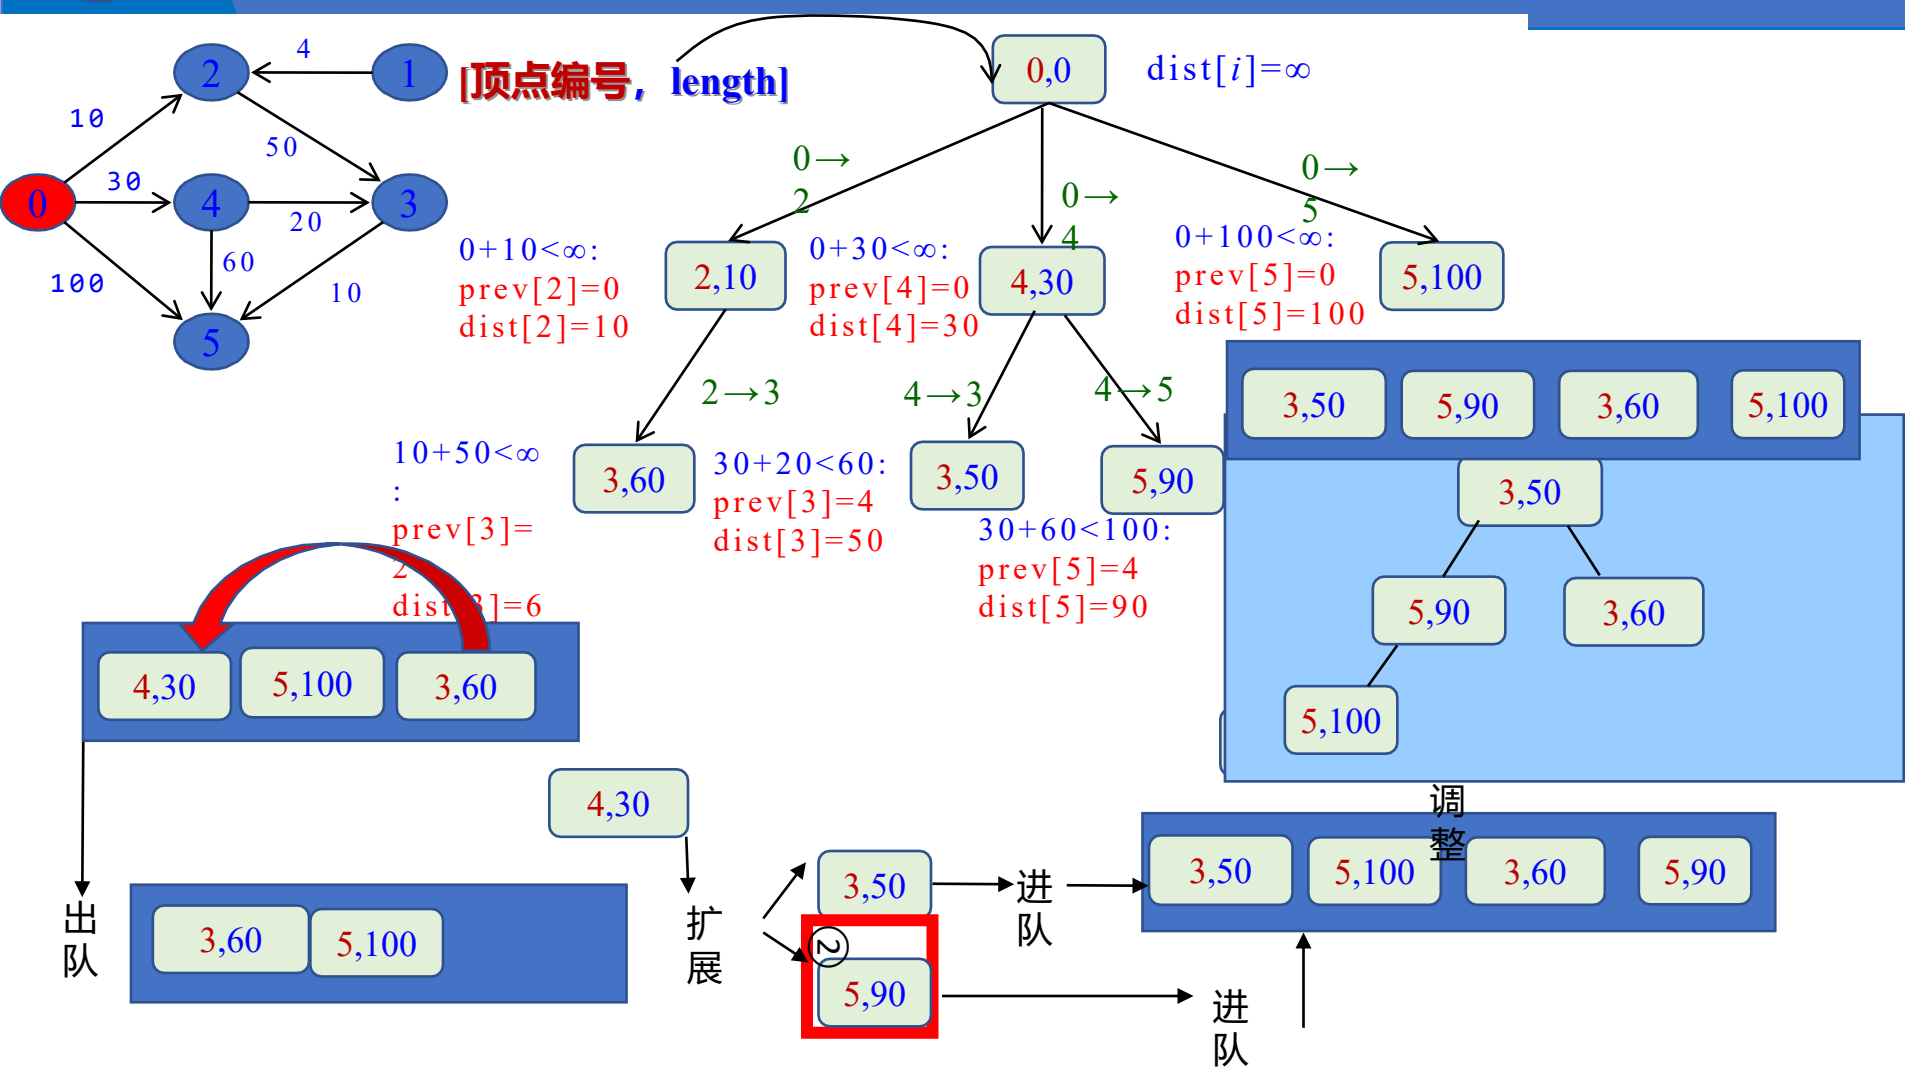 4
2
1
[顶点编号，length]
0,0
dist[i]=∞
10
50
0→
2
0→
4
0→
5
30
0
4
3
20
60
100
10
5
0+10<∞:
prev[2]=0
dist[2]=10
2,10
0+30<∞:
prev[4]=0
dist[4]=30
4,30
0+100<∞:
prev[5]=0
dist[5]=100
5,100
2→3
4→3
4→5
3,50
5,90
3,60
5,100
10+50<∞
:
prev[3]=
2
dist[3]=6
3,60
30+20<60:
prev[3]=4
dist[3]=50
3,50
5,90
30+60<100:
prev[5]=4
dist[5]=90
3,50
5,90
3,60
5,100
4,30
5,100
3,60
4,30
调
整
3,50
5,100
3,60
5,90
出
队
3,60
5,100
扩
展
3,50
进
队
②
5,90
进
队